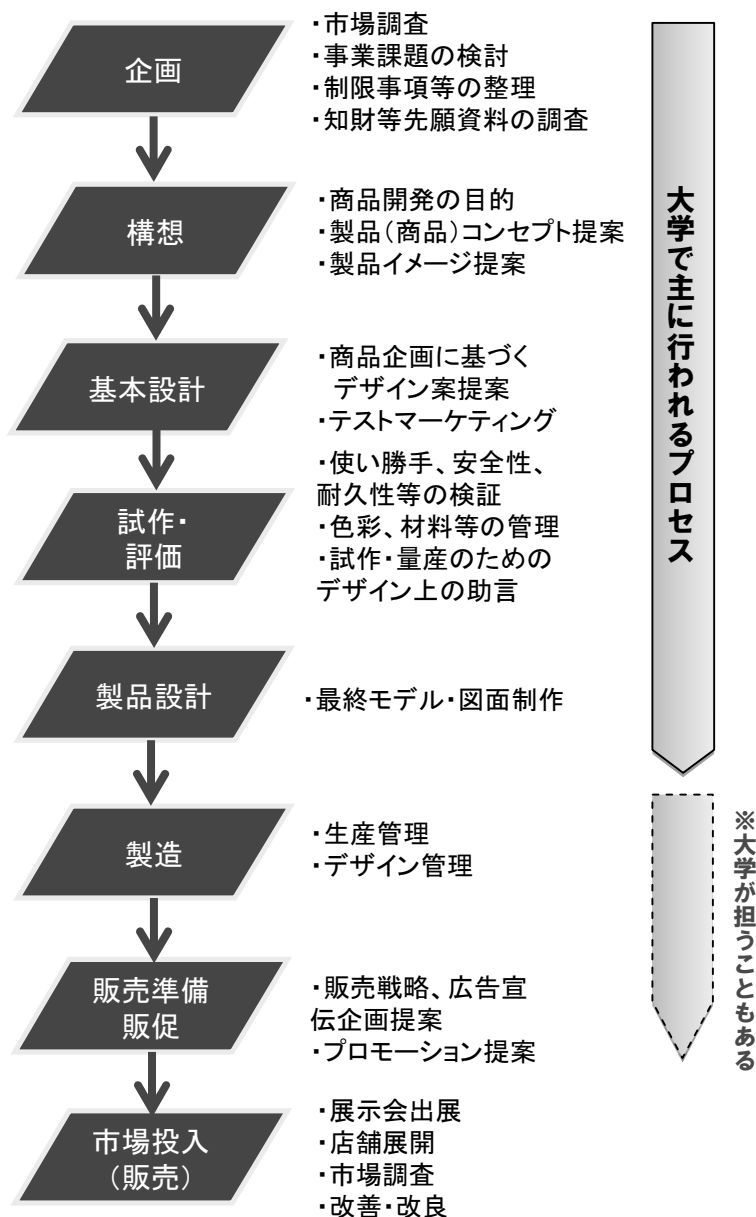 企画
・市場調査
・事業課題の検討
・制限事項等の整理
・知財等先願資料の調査
構想
・商品開発の目的
・製品(商品)コンセプト提案
・製品イメージ提案
基本設計
・商品企画に基づく
デザイン案提案
・テストマーケティング
試作・
評価
・使い勝手、安全性、
耐久性等の検証
・色彩、材料等の管理
・試作・量産のための
デザイン上の助言
製品設計
・最終モデル・図面制作
製造
・生産管理
・デザイン管理
販売準備
販促
・販売戦略、広告宣
伝企画提案
・プロモーション提案
市場投入
(販売)
・展示会出展
・店舗展開
・市場調査
・改善・改良
大学で主に行われるプロセス
※大学が担うこともある